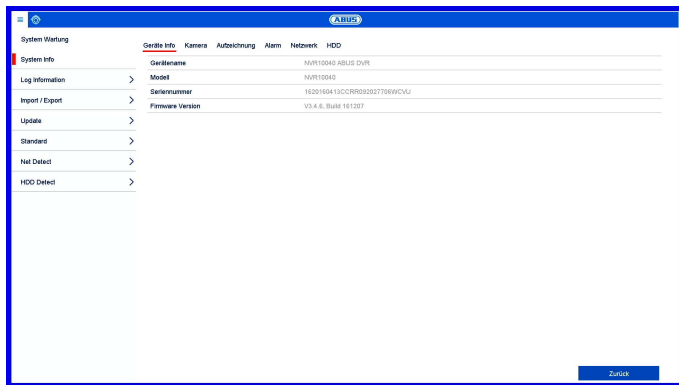 ABUS
System Wartung
System Info
Log Information
Import / Export
Update
Standard
Net Detect
HDD Detect
Geräte Info Kamera Aufzeichnung Alarm Netzwerk HDD
Gerätename NVR10040 ABUS DVR
Modell NVR10040
Seriennummer 1620160413CCRR092027706WCVU
Firmware Version V3.4.6, Build 161207
Zurück